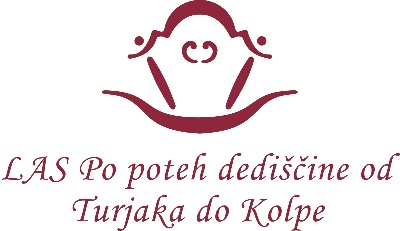 LAS Po poteh dediščine od
Turjaka do Kolpe